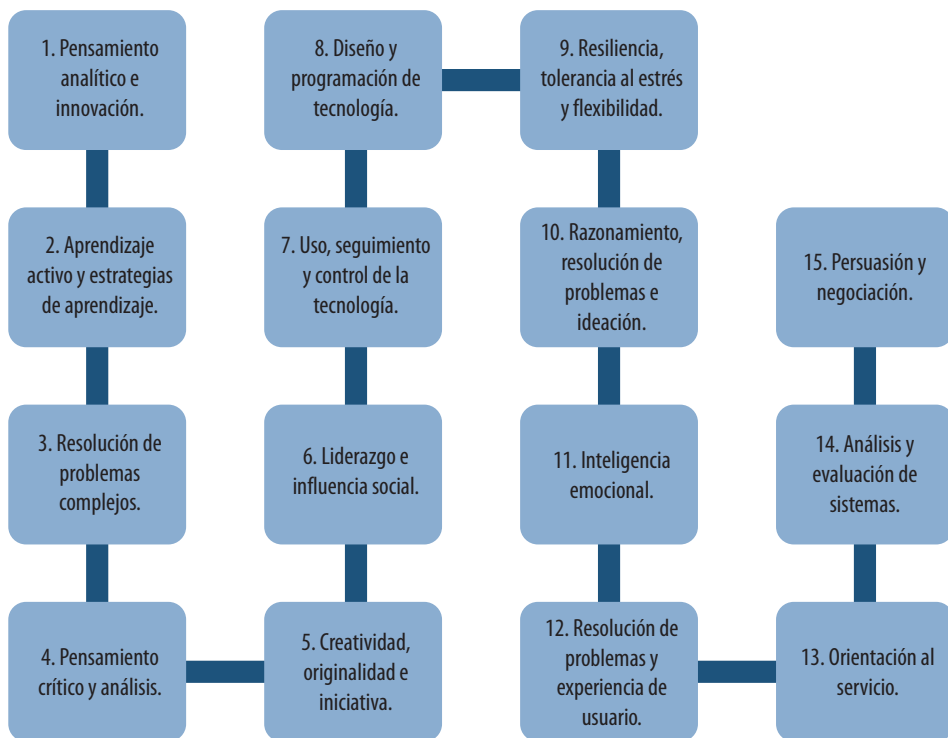 1. Pensamiento
analítico e
innovación.
2. Aprendizaje
activo y estrategias
de aprendizaje.
3. Resolución de
problemas
complejos.
4. Pensamiento
crítico y análisis.
5. Creatividad,
originalidad e
iniciativa.
6. Liderazgo e
influencia social.
7. Uso, seguimiento
y control de la
tecnología.
8. Diseño y
programación de
tecnología.
9. Resiliencia,
tolerancia al estrés
y flexibilidad.
10. Razonamiento,
resolución de
problemas e
ideación.
11. Inteligencia
emocional.
12. Resolución de
problemas y
experiencia de
usuario.
13. Orientación al
servicio.
14. Análisis y
evaluación de
sistemas.
15. Persuasión y
negociación.